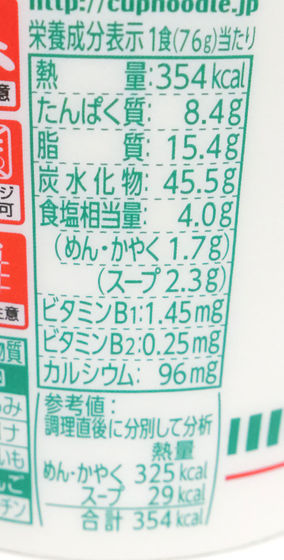 http://cupnoodle.jp
栄養成分表示 1食(76g)当たり
熱量:354kcal
たんぱく質: 8.4g
脂質: 15.4g
炭水化物: 45.5g
食塩相当量: 4.0g
(めん・かやく 1.7g)
(スープ 2.3g)
ビタミンB1:1.45mg
ビタミンB2:0.25mg
カルシウム: 96mg
参考値:
調理直後に分別して分析
熱量
めん・かやく 325kcal
スープ 29kcal
合計 354kcal